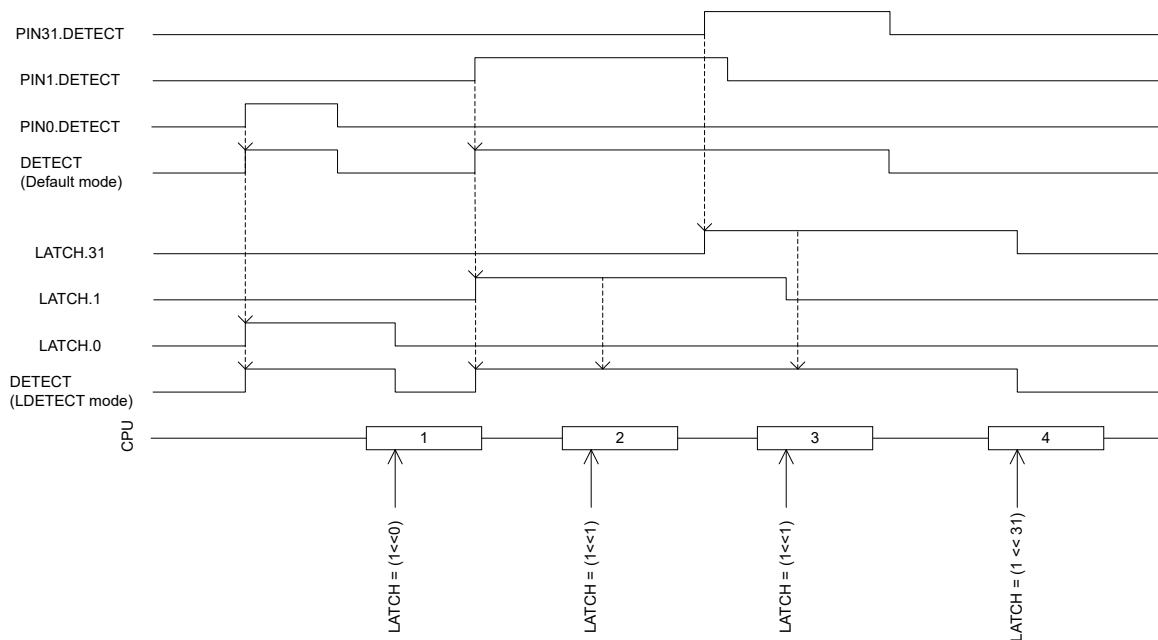 PIN31.DETECT
PIN1.DETECT
PIN0.DETECT
DETECT
(Default mode)
LATCH.31
LATCH.1
LATCH.0
DETECT
(LDETECT mode)
CPU
1
2
3
4
LATCH = (1<<0)
LATCH = (1<<1)
LATCH = (1<<1)
LATCH = (1 << 31)